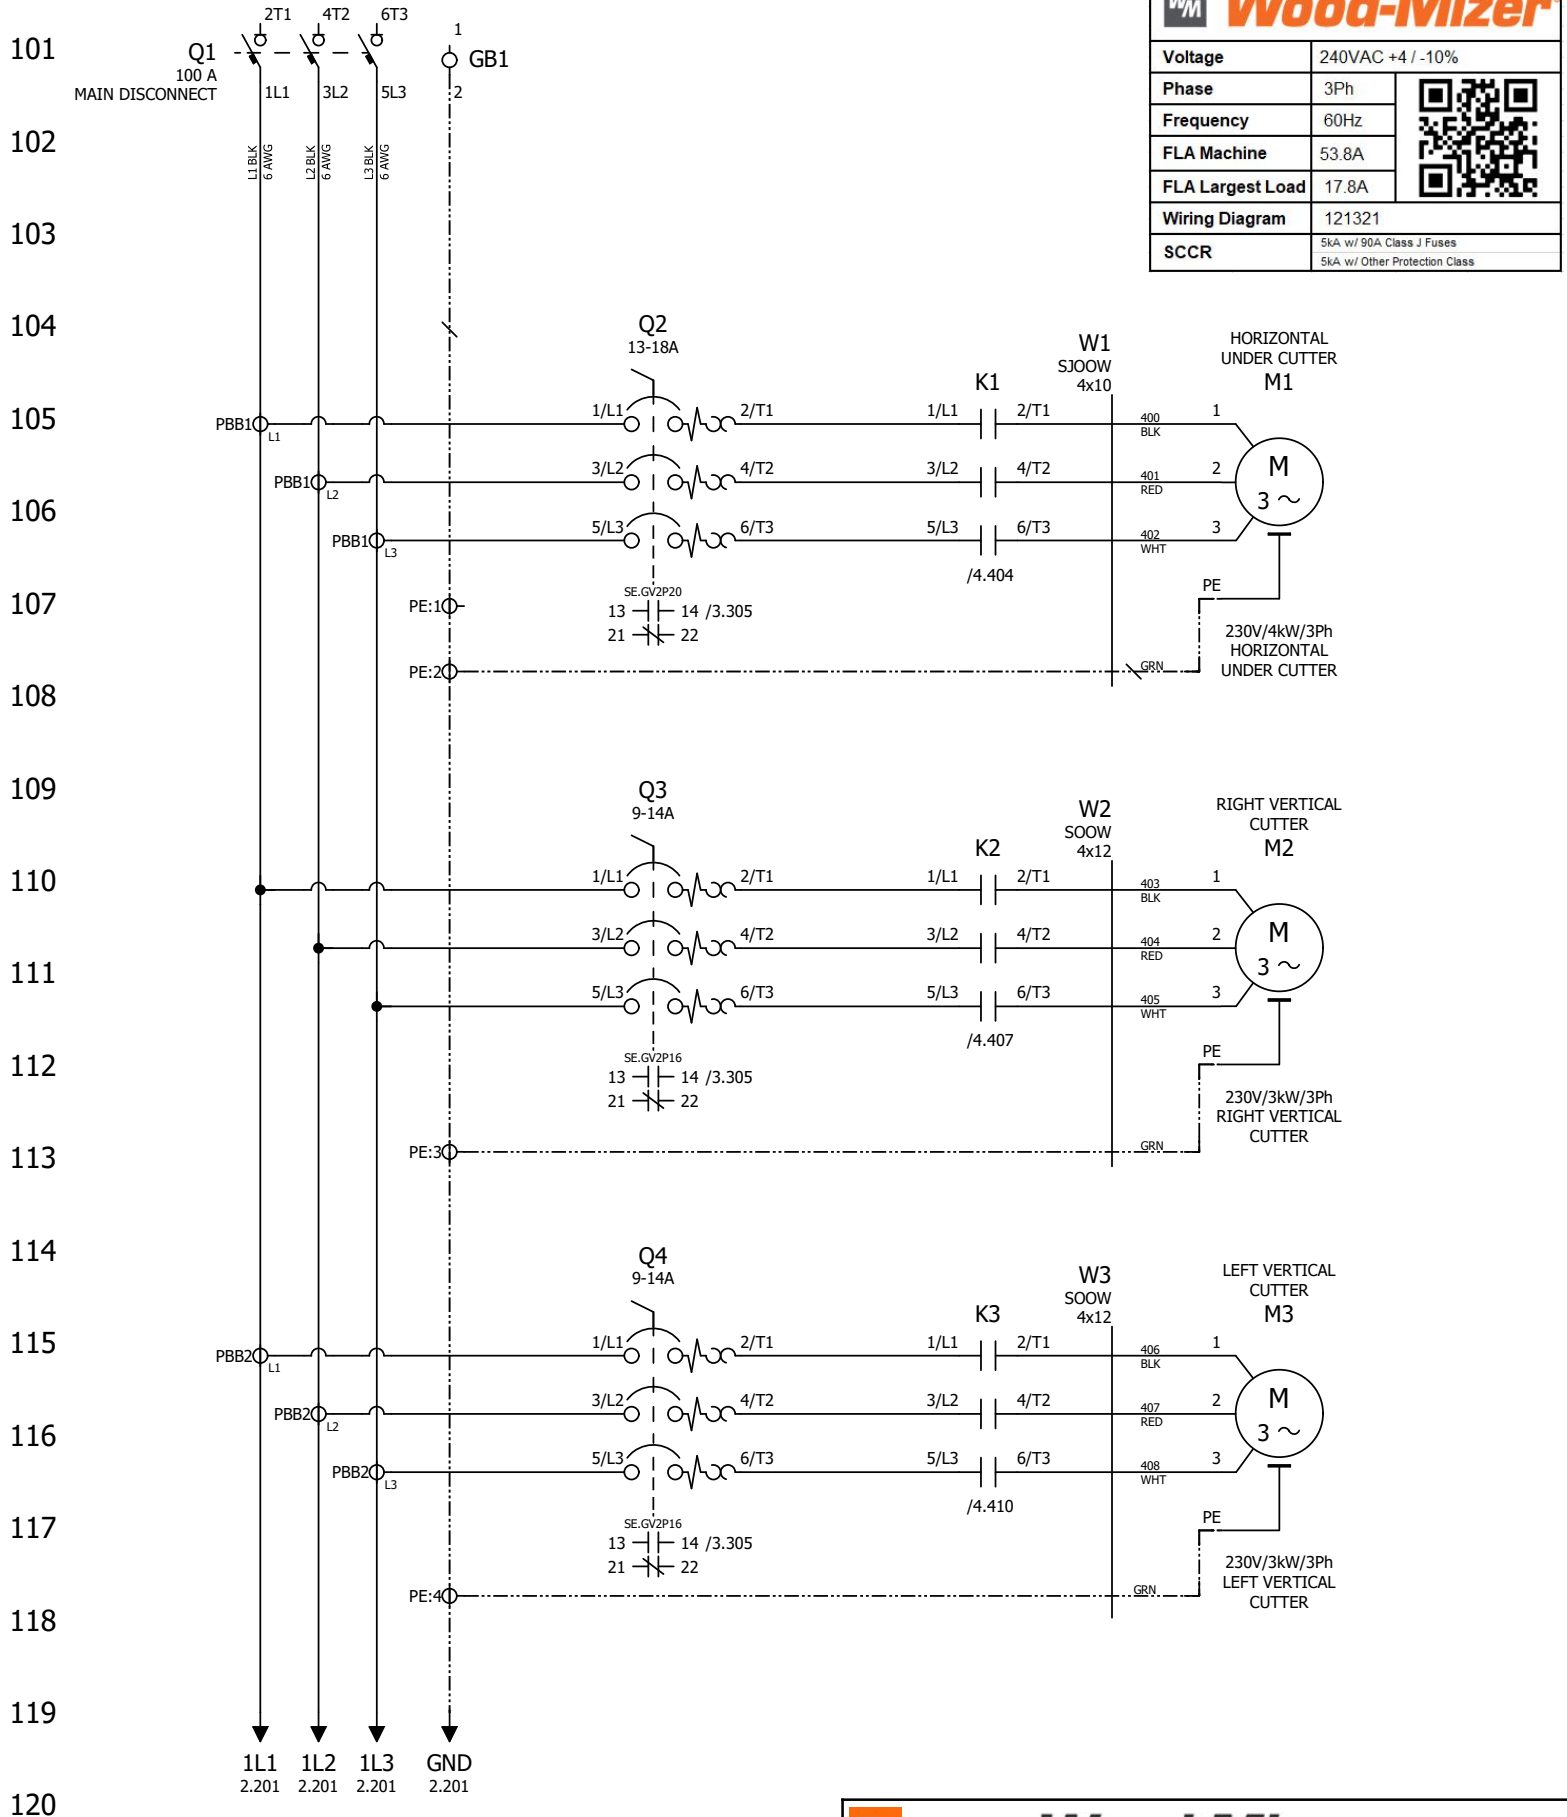 2T1 4T2 6T3
101
Q1
100 A
MAIN DISCONNECT
1L1 3L2 5L3
1
GB1
2
WM Wood-Mizer®
Voltage 240VAC +4 / -10%
Phase 3Ph
Frequency 60Hz
FLA Machine 53.8A
FLA Largest Load 17.8A
Wiring Diagram 121321
SCCR 5kA w/ 90A Class J Fuses
5kA w/ Other Protection Class
102
L1 BLK
6 AWG
L2 BLK
6 AWG
L3 BLK
6 AWG
103
104
Q2
13-18A
W1
SJOOW
4x10
HORIZONTAL
UNDER CUTTER
M1
K1
105
PBB1 L1 1/L1 2/T1 1/L1 2/T1 400 BLK 1
PBB1 L2 3/L2 4/T2 3/L2 4/T2 401 RED 2
M
3 ~
106
PBB1 L3 5/L3 6/T3 5/L3 6/T3 402 WHT 3
/4.404
107
PE:1
SE.GV2P20
13 14 /3.305
21 22
PE
230V/4kW/3Ph
HORIZONTAL
UNDER CUTTER
PE:2 GRN
108
109
Q3
9-14A
W2
SOOW
4x12
RIGHT VERTICAL
CUTTER
M2
K2
110
1/L1 2/T1 1/L1 2/T1 403 BLK 1
3/L2 4/T2 3/L2 4/T2 404 RED 2
M
3 ~
111
5/L3 6/T3 5/L3 6/T3 405 WHT 3
/4.407
112
SE.GV2P16
13 14 /3.305
21 22
PE
230V/3kW/3Ph
RIGHT VERTICAL
CUTTER
113
PE:3 GRN
114
Q4
9-14A
W3
SOOW
4x12
LEFT VERTICAL
CUTTER
M3
K3
115
PBB2 L1 1/L1 2/T1 1/L1 2/T1 406 BLK 1
PBB2 L2 3/L2 4/T2 3/L2 4/T2 407 RED 2
M
3 ~
116
PBB2 L3 5/L3 6/T3 5/L3 6/T3 408 WHT 3
/4.410
117
SE.GV2P16
13 14 /3.305
21 22
PE
230V/3kW/3Ph
LEFT VERTICAL
CUTTER
PE:4 GRN
118
119
1L1 1L2 1L3 GND
2.201 2.201 2.201 2.201
120